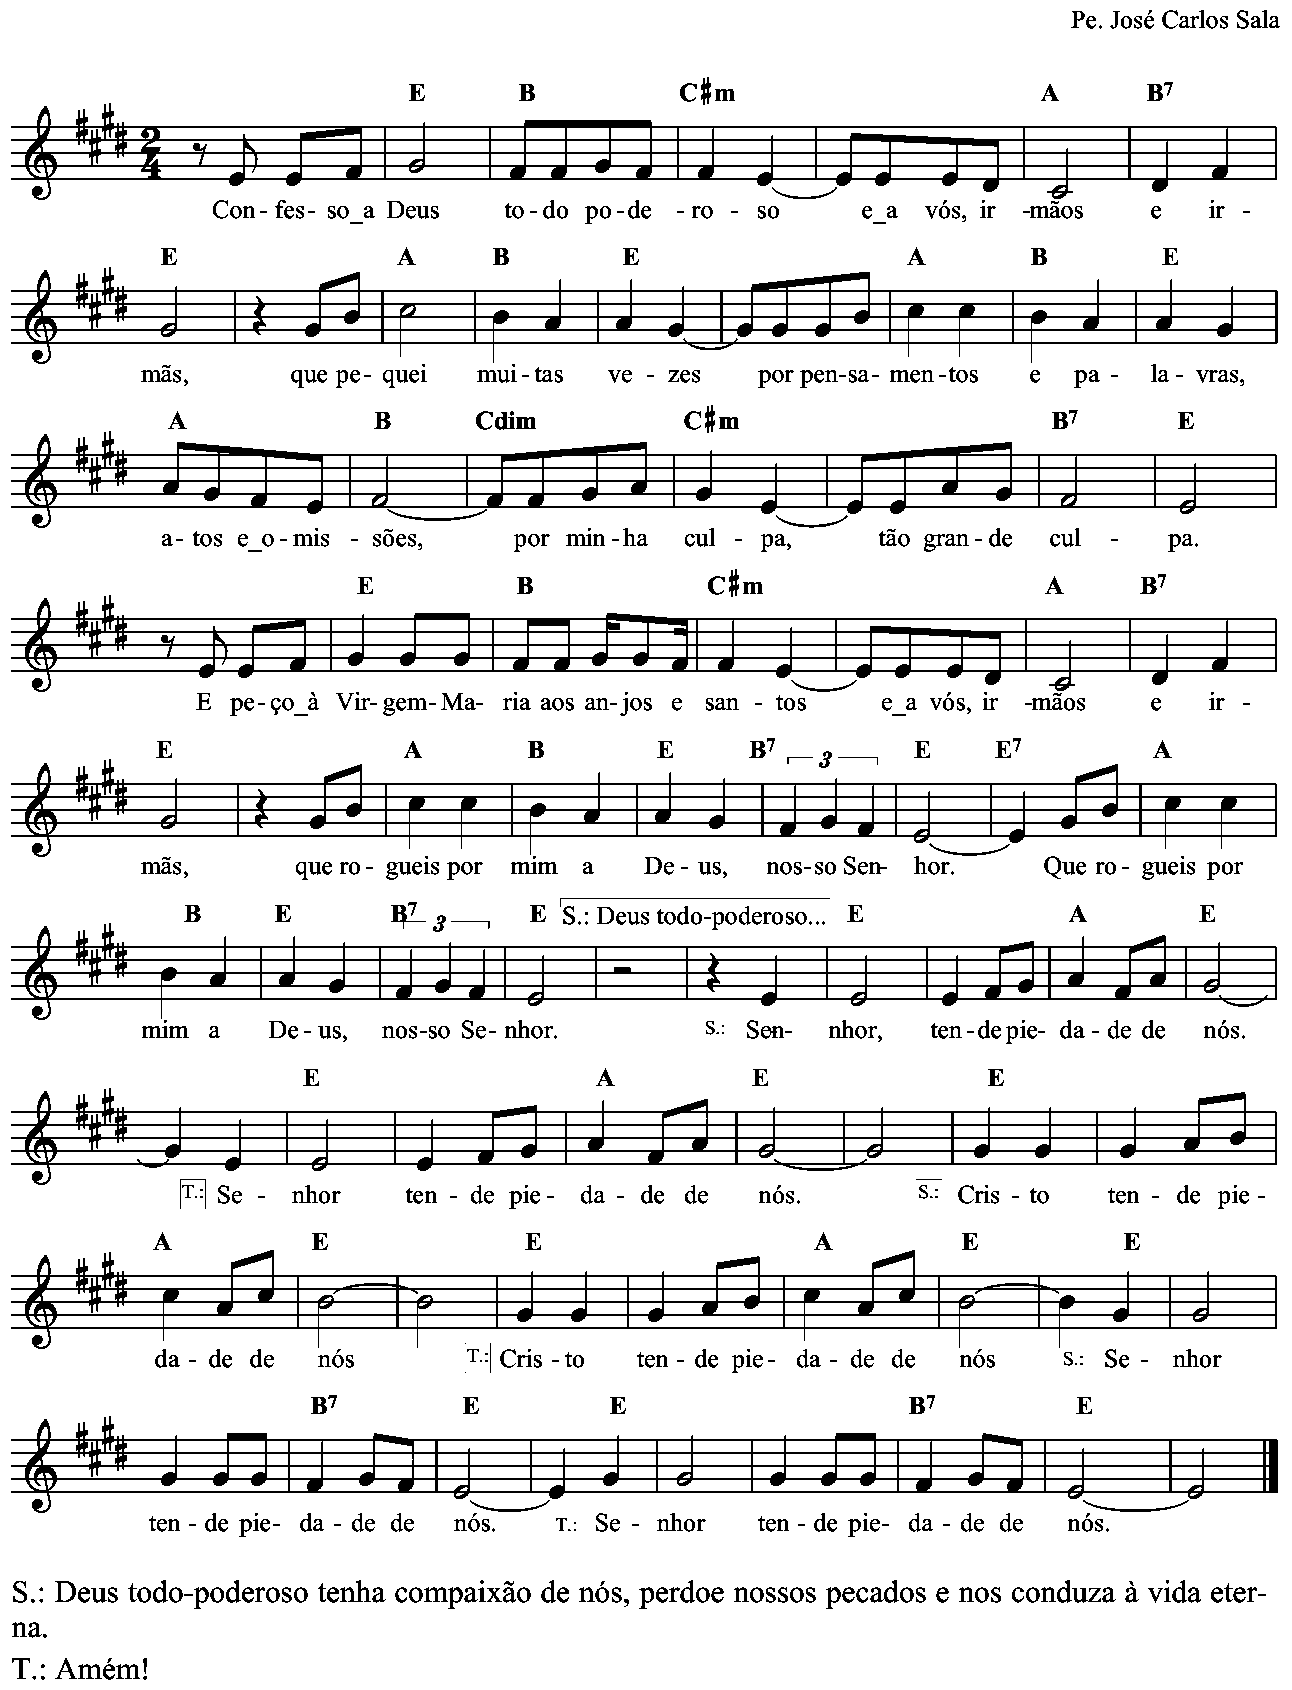 Pe. José Carlos Sala
E B C♯m A B7
2
4
Con-fes-so_a Deus to-do po-de-ro-so e_a vós, ir-mãos e ir-
E A B E A B E
mãs, que pe-quei mui-tas ve-zes por pen-sa-men-tos e pa-la-vras,
A B Cdim C♯m B7 E
a-tos e_o-mis-sões, por mi-nha cul-pa, tão gran-de cul-pa.
E B C♯m A B7
E pe-ço_à Vir-gem-Ma-ria aos an-jos e san-tos e_a vós, ir-mãos e ir-
E A B E B7 3 E E7 A
mãs, que ro-gueis por mim a De-us, nos-so Sen-hor. Que ro-gueis por
B E B7 3 E S.: Deus todo-poderoso... E A E
mim a De-us, nos-so Se-nhor. S.: Sen-nhor, ten-de pie-da-de de nós.
E A E E
T.: Se-nhor ten-de pie-da-de de nós. S.: Cris-to ten-de pie-
A E E A E E
da-de de nós T.: Cris-to ten-de pie-da-de de nós S.: Se-nhor
B7 E E B7 E
ten-de pie-da-de de nós. T.: Se-nhor ten-de pie-da-de de nós.
S.: Deus todo-poderoso tenha compaixão de nós, perdoe nossos pecados e nos conduza à vida eter-
na.
T.: Amém!